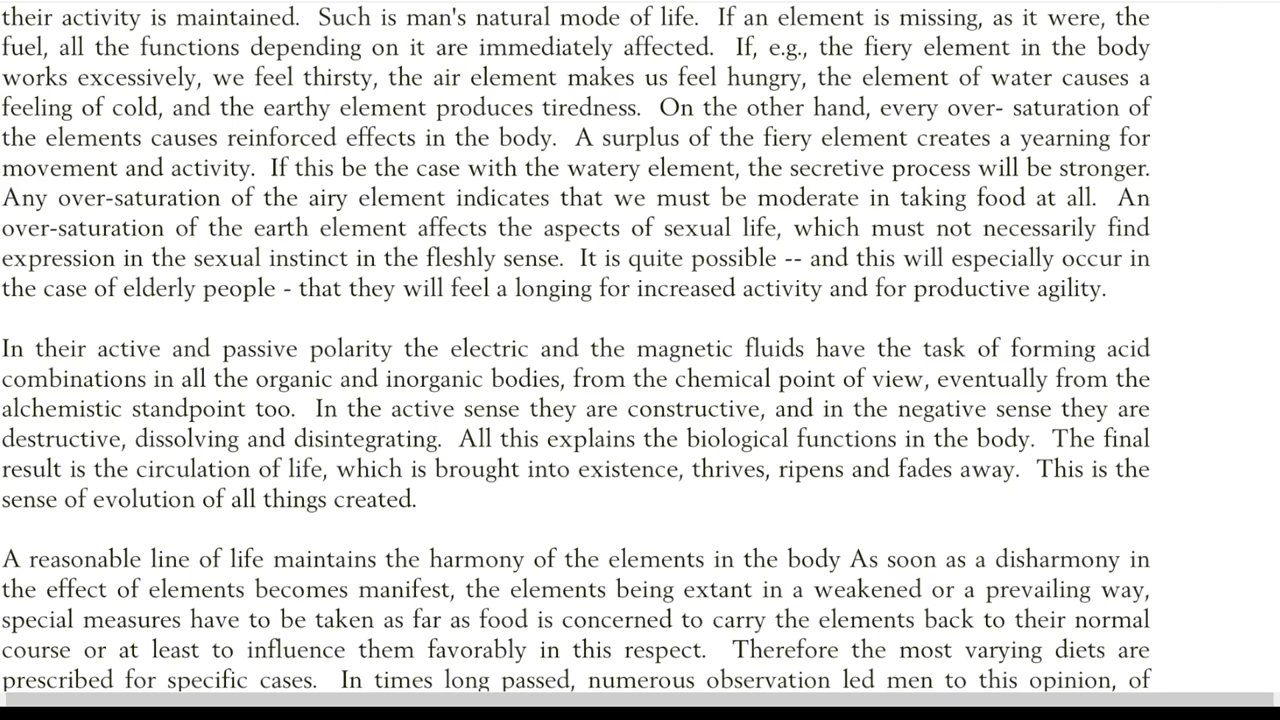 their activity is maintained.  Such is man's natural mode of life.  If an element is missing, as it were, the
fuel, all the functions depending on it are immediately affected.  If, e.g., the fiery element in the body
works excessively, we feel thirsty, the air element makes us feel hungry, the element of water causes a
feeling of cold, and the earthy element produces tiredness.  On the other hand, every over- saturation of
the elements causes reinforced effects in the body.  A surplus of the fiery element creates a yearning for
movement and activity.  If this be the case with the watery element, the secretive process will be stronger.
Any over-saturation of the airy element indicates that we must be moderate in taking food at all.  An
over-saturation of the earth element affects the aspects of sexual life, which must not necessarily find
expression in the sexual instinct in the fleshly sense.  It is quite possible -- and this will especially occur in
the case of elderly people - that they will feel a longing for increased activity and for productive agility.

In their active and passive polarity the electric and the magnetic fluids have the task of forming acid
combinations in all the organic and inorganic bodies, from the chemical point of view, eventually from the
alchemistic standpoint too.  In the active sense they are constructive, and in the negative sense they are
destructive, dissolving and disintegrating.  All this explains the biological functions in the body.  The final
result is the circulation of life, which is brought into existence, thrives, ripens and fades away.  This is the
sense of evolution of all things created.

A reasonable line of life maintains the harmony of the elements in the body As soon as a disharmony in
the effect of elements becomes manifest, the elements being extant in a weakened or a prevailing way,
special measures have to be taken as far as food is concerned to carry the elements back to their normal
course or at least to influence them favorably in this respect.  Therefore the most varying diets are
prescribed for specific cases.  In times long passed, numerous observation led men to this opinion, of